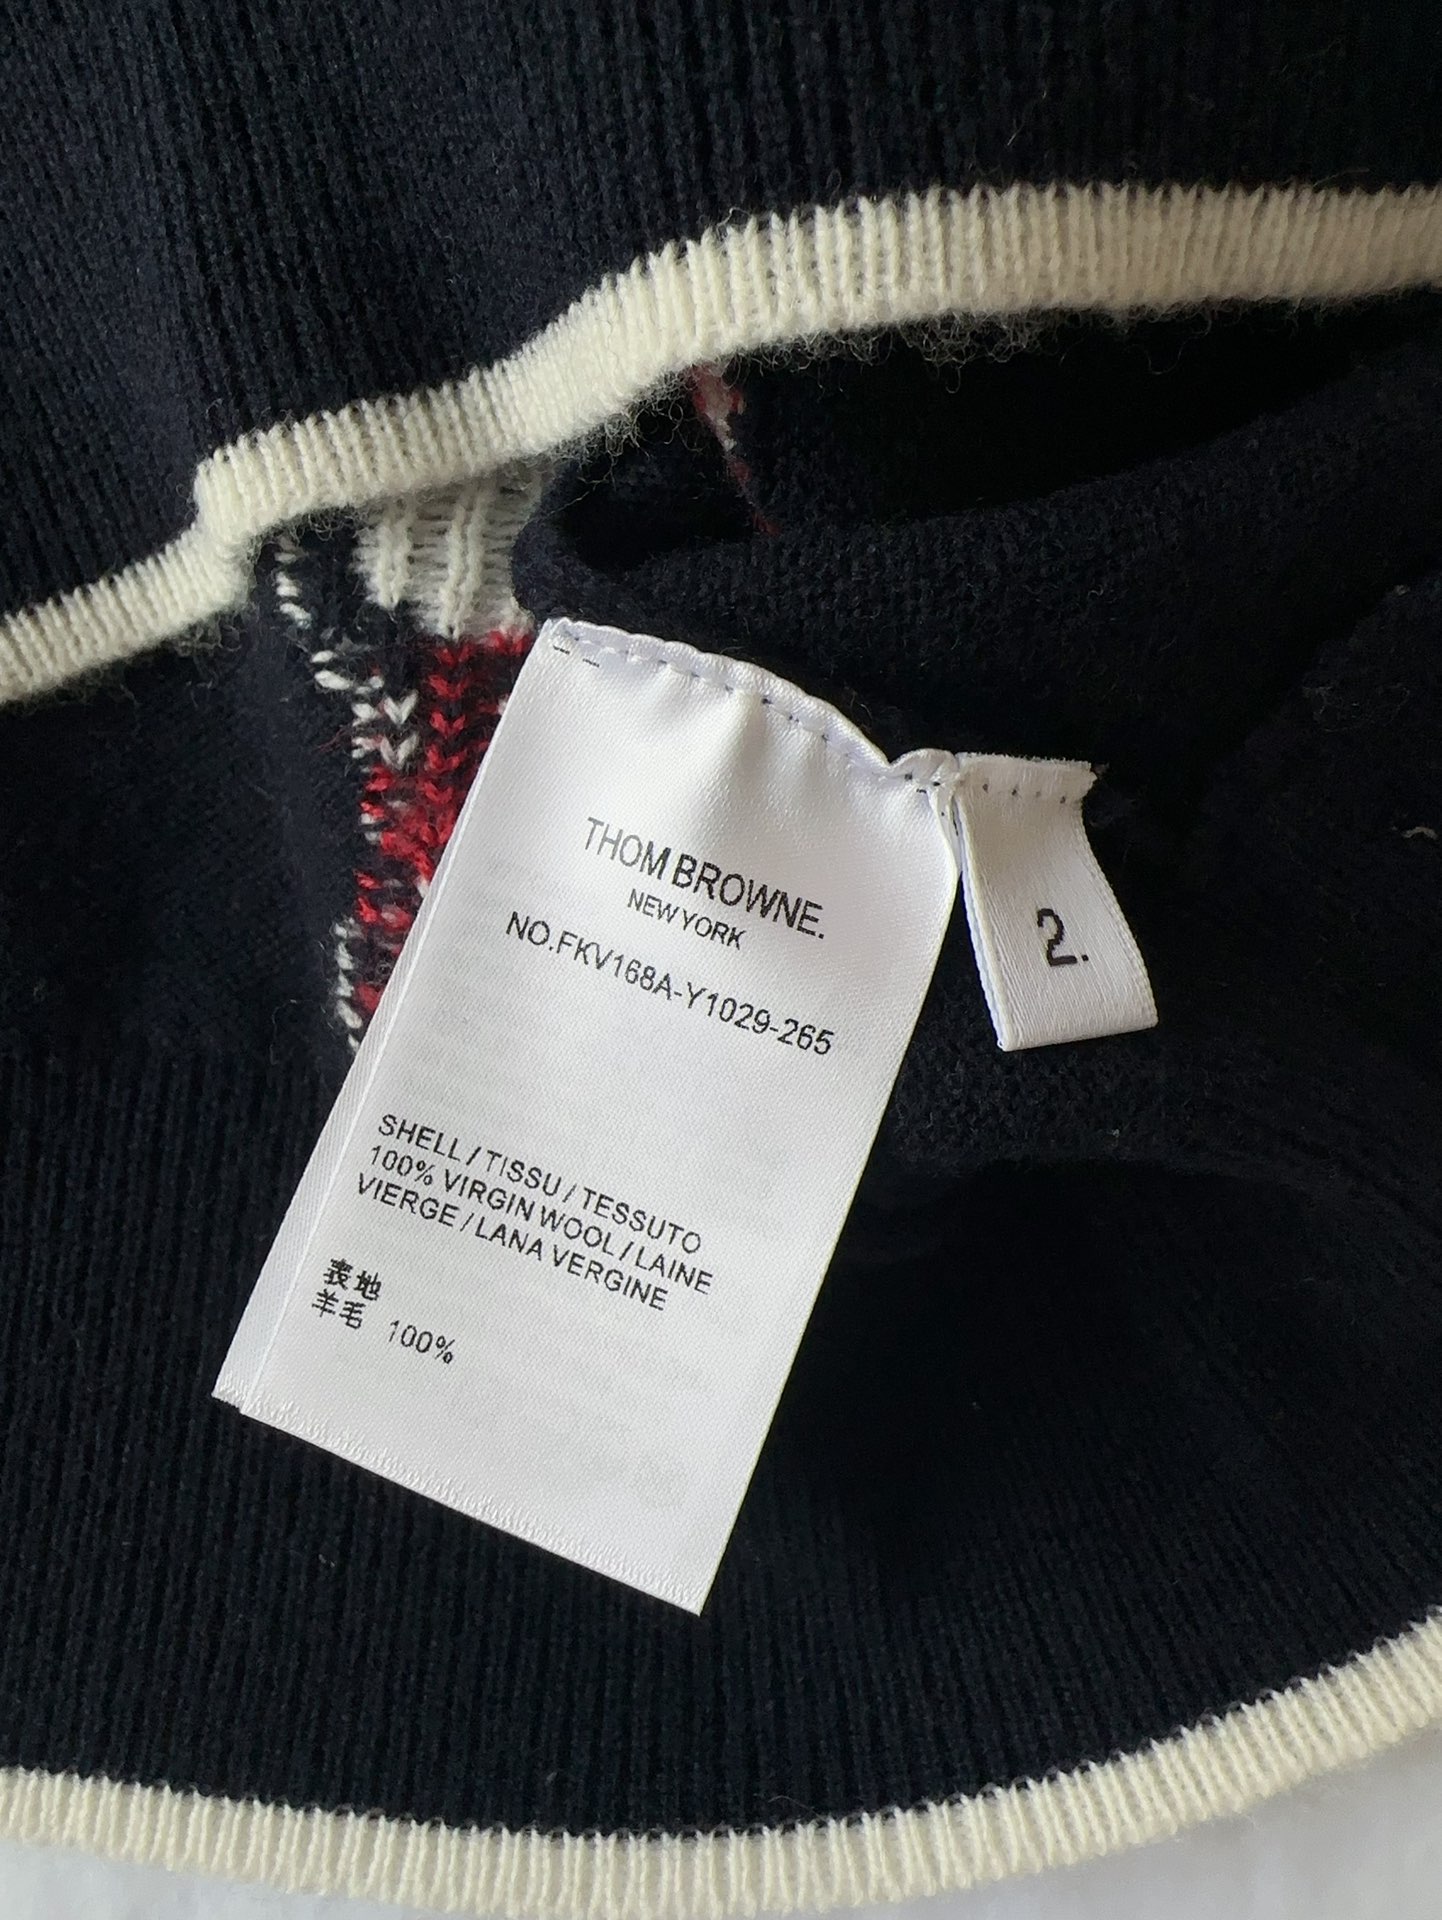 THOM BROWNE.
NEW YORK
NO.FKV168A-Y1029-265
SHELL / TISSU / TESSUTO
100% VIRGIN WOOL / LAINE
VIERGE / LANA VERGINE
表地
羊毛 100%
2.